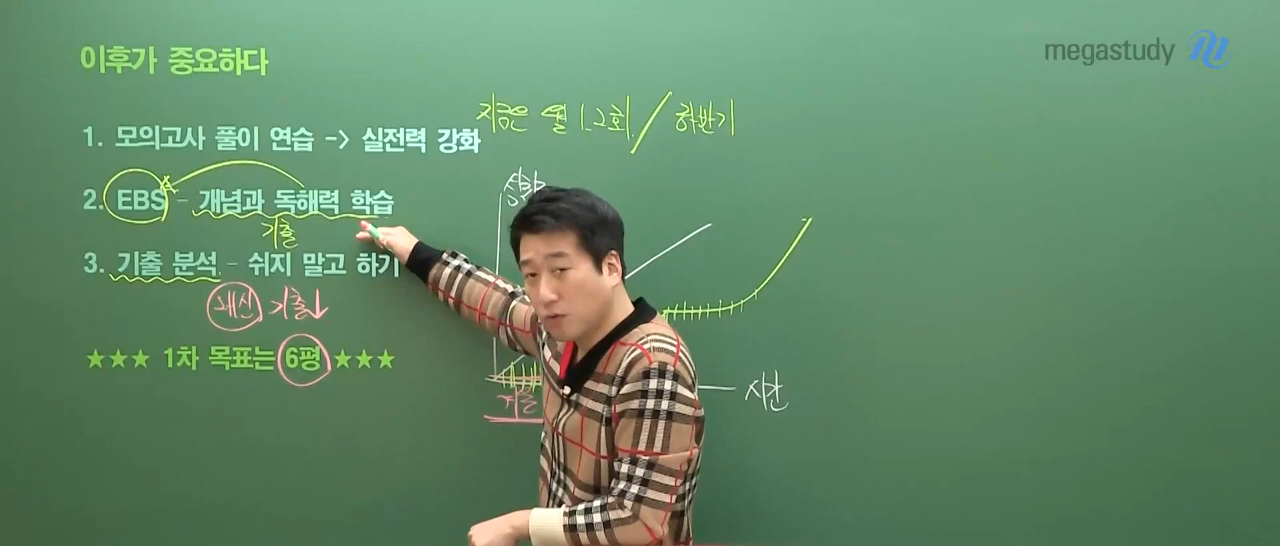 이후가 중요하다
megastudy
지금은 월 1, 2회 / 하반기
1. 모의고사 풀이 연습 -> 실전력 강화
2. EBS - 개념과 독해력 학습
기출
3. 기출 분석 - 쉬지 말고 하기
내신 기출↓
★★★ 1차 목표는 6평 ★★★
시간
겨울